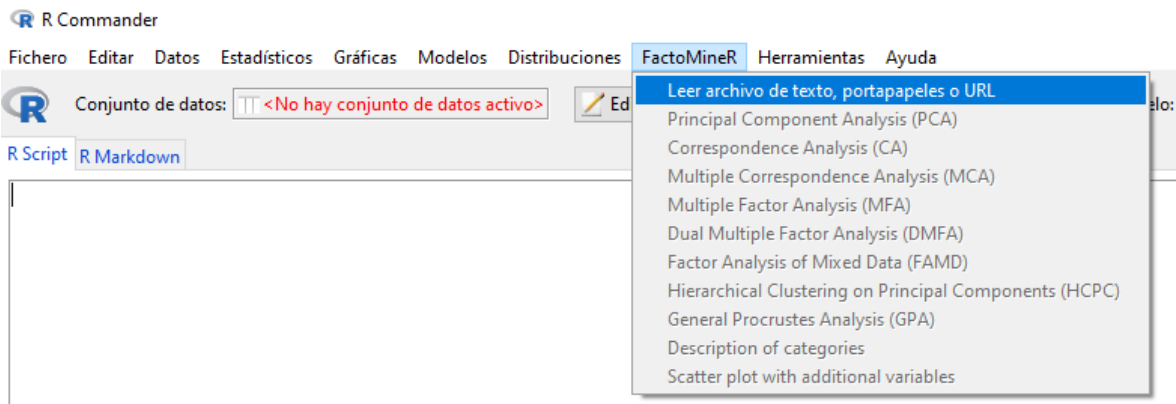 R Commander
Fichero Editar Datos Estadísticos Gráficas Modelos Distribuciones FactoMineR Herramientas Ayuda
Conjunto de datos: <No hay conjunto de datos activo> Ed
elo:
R Script R Markdown
Leer archivo de texto, portapapeles o URL
Principal Component Analysis (PCA)
Correspondence Analysis (CA)
Multiple Correspondence Analysis (MCA)
Multiple Factor Analysis (MFA)
Dual Multiple Factor Analysis (DMFA)
Factor Analysis of Mixed Data (FAMD)
Hierarchical Clustering on Principal Components (HCPC)
General Procrustes Analysis (GPA)
Description of categories
Scatter plot with additional variables